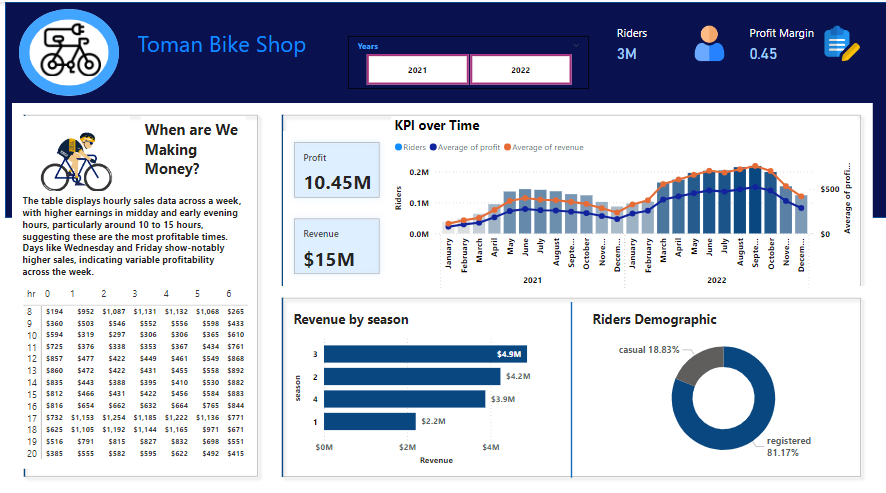 Toman Bike Shop
Years
2021
2022
Riders
3M
Profit Margin
0.45
When are We
Making
Money?
The table displays hourly sales data across a week,
with higher earnings in midday and early evening
hours, particularly around 10 to 15 hours,
suggesting these are the most profitable times.
Days like Wednesday and Friday show-notably
higher sales, indicating variable profitability
across the week.
hr 0 1 2 3 4 5 6
8 $194 $952 $1,087 $1,131 $1,132 $1,068 $265
9 $360 $503 $546 $552 $556 $598 $433
10 $594 $319 $297 $306 $306 $365 $610
11 $725 $376 $338 $353 $367 $434 $761
12 $857 $477 $422 $449 $461 $549 $868
13 $860 $472 $422 $431 $455 $558 $892
14 $835 $443 $388 $395 $410 $530 $882
15 $812 $466 $431 $422 $456 $584 $883
16 $816 $654 $662 $632 $664 $765 $844
17 $732 $1,153 $1,254 $1,185 $1,222 $1,136 $771
18 $625 $1,105 $1,192 $1,144 $1,165 $971 $671
19 $516 $791 $815 $827 $832 $698 $551
20 $385 $555 $582 $595 $622 $492 $415
Profit
10.45M
Revenue
$15M
KPI over Time
Riders Average of profit Average of revenue
Riders
0.2M
0.1M
0.0M
$500
$0
Average of profi...
January
February
March
April
May
June
July
August
Septe...
October
Nove...
Decem...
January
February
March
April
May
June
July
August
Septe...
October
Nove...
Decem...
2021
2022
Revenue by season
season
3 $4.9M
2 $4.2M
4 $3.9M
1 $2.2M
$0M $2M $4M
Revenue
Riders Demographic
casual 18.83%
registered
81.17%